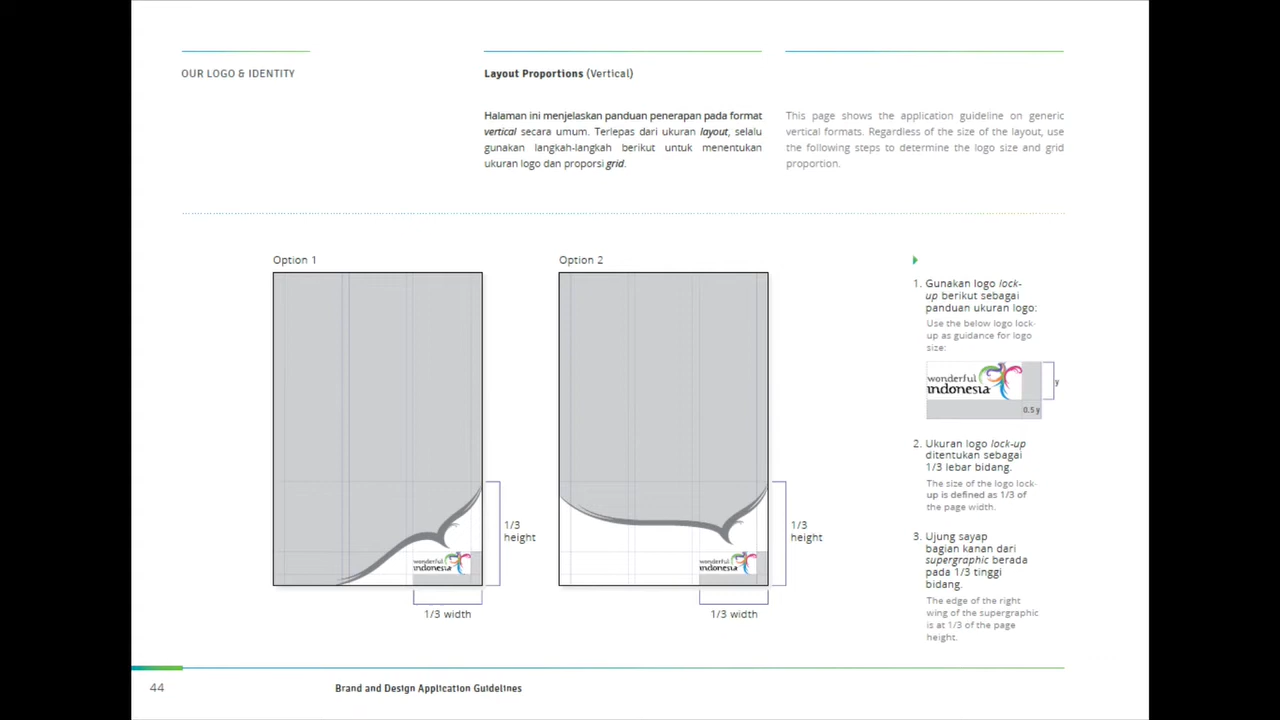 OUR LOGO & IDENTITY
Layout Proportions (Vertical)
Halaman ini menjelaskan panduan penerapan pada format
vertical secara umum. Terlepas dari ukuran layout, selalu
gunakan langkah-langkah berikut untuk menentukan
ukuran logo dan proporsi grid.
This page shows the application guideline on generic
vertical formats. Regardless of the size of the layout, use
the following steps to determine the logo size and grid
proportion.
Option 1
1/3
height
wonderful
indonesia
1/3 width
Option 2
1/3
height
wonderful
indonesia
1/3 width
1. Gunakan logo lock-
up berikut sebagai
panduan ukuran logo:
Use the below logo lock-
up as guidance for logo
size:
wonderful
indonesia
y
0.5 y
2. Ukuran logo lock-up
ditentukan sebagai
1/3 lebar bidang.
The size of the logo lock-
up is defined as 1/3 of
the page width.
3. Ujung sayap
bagian kanan dari
supergraphic berada
pada 1/3 tinggi
bidang.
The edge of the right
wing of the supergraphic
is at 1/3 of the page
height.
44
Brand and Design Application Guidelines